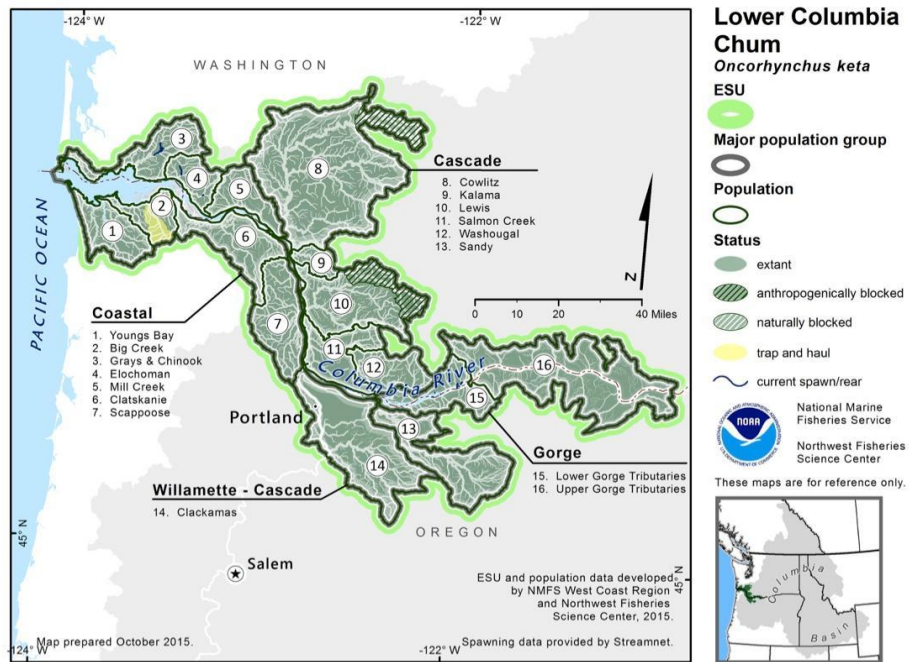 -124° W
-122° W
WASHINGTON
3
4
5
8
2
1
6
9
10
7
11
12
16
15
13
14
PACIFIC OCEAN
Columbia River
Cascade
8. Cowlitz
9. Kalama
10. Lewis
11. Salmon Creek
12. Washougal
13. Sandy
N
0 10 20 40 Miles
Coastal
1. Youngs Bay
2. Big Creek
3. Grays & Chinook
4. Elochoman
5. Mill Creek
6. Clatskanie
7. Scappoose
Portland
Gorge
15. Lower Gorge Tributaries
16. Upper Gorge Tributaries
Willamette - Cascade
14. Clackamas
OREGON
45° N
45° N
Salem
ESU and population data developed
by NMFS West Coast Region
and Northwest Fisheries
Science Center, 2015.
Map prepared October 2015.
Spawning data provided by Streamnet.
-124° W
-122° W
Lower Columbia
Chum
Oncorhynchus keta
ESU
Major population group
Population
Status
extant
anthropogenically blocked
naturally blocked
trap and haul
current spawn/rear
NOAA
National Marine
Fisheries Service
Northwest Fisheries
Science Center
These maps are for reference only.
Columbia
Basin